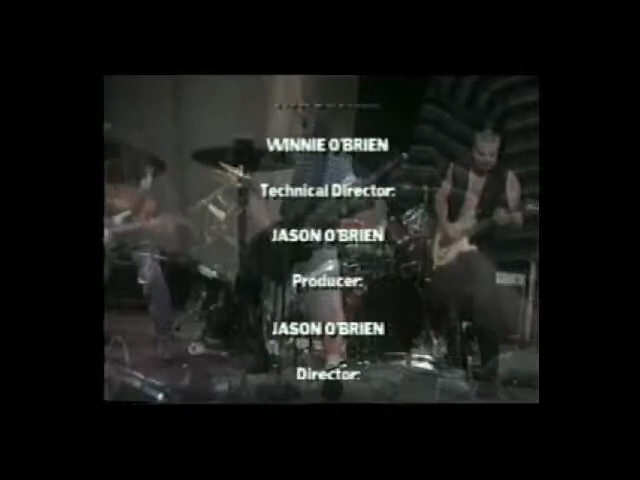 WINNIE O'BRIEN
Technical Director:
JASON O'BRIEN
Producer:
JASON O'BRIEN
Director: